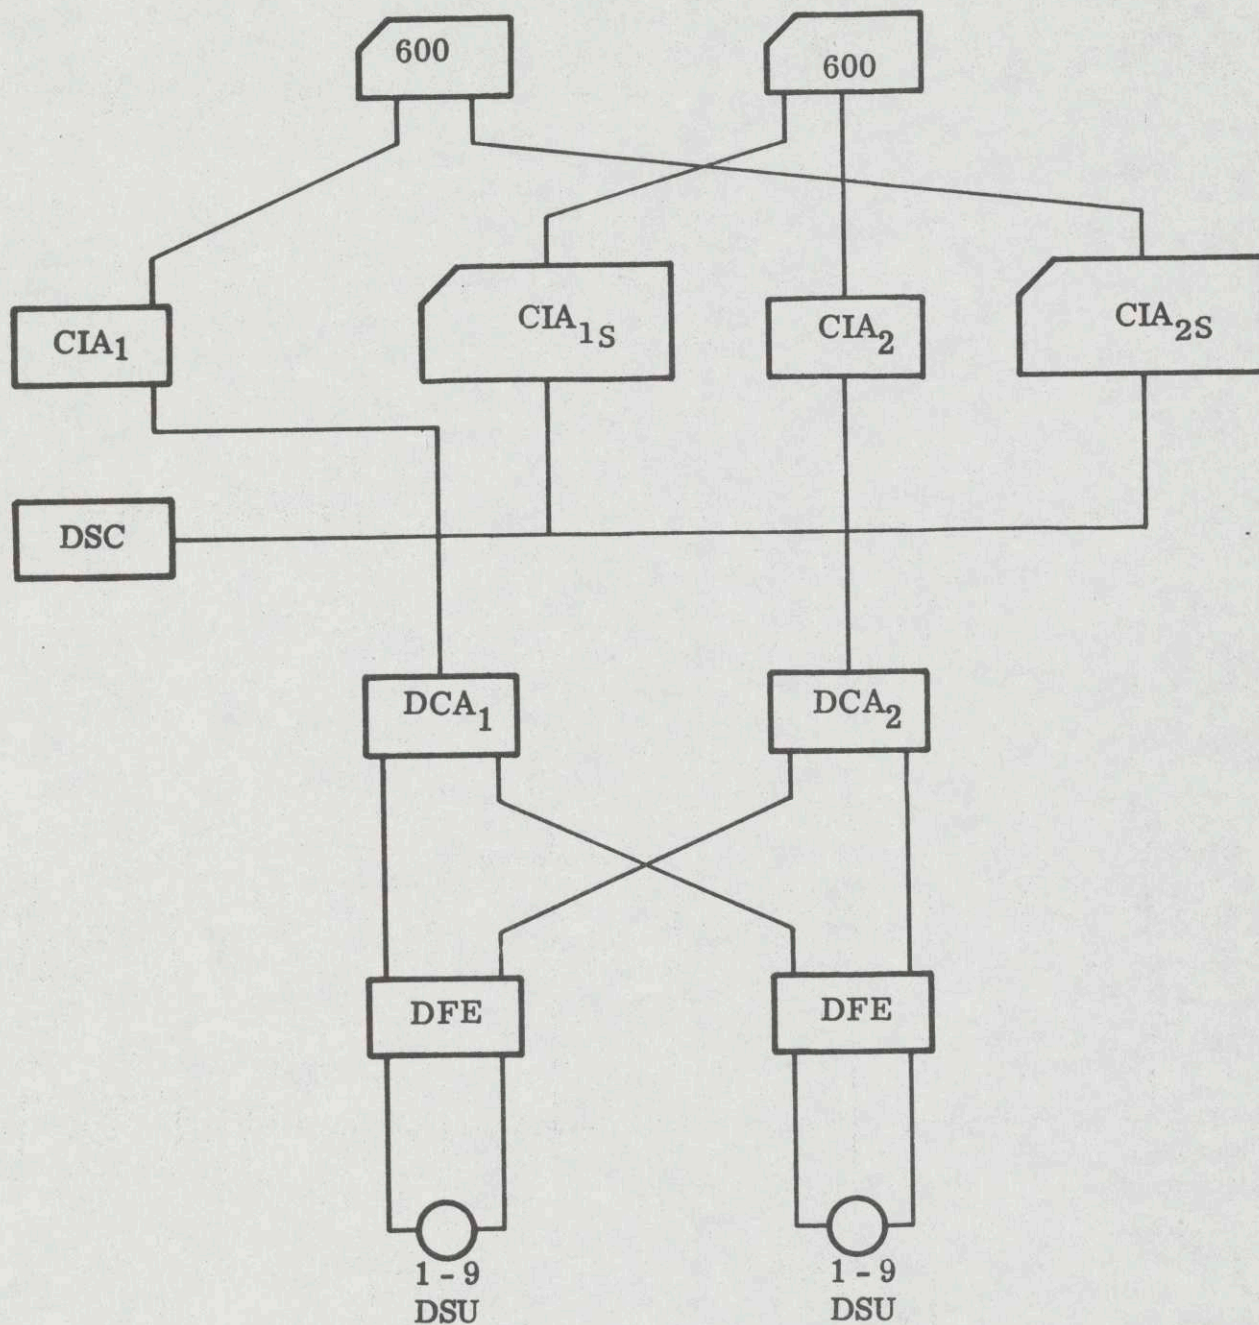 600
600
CIA1
CIA1S
CIA2
CIA2S
DSC
DCA1
DCA2
DFE
DFE
1 - 9
DSU
1 - 9
DSU